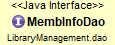 <<Java Interface>>
MembInfoDao
LibraryManagement.dao